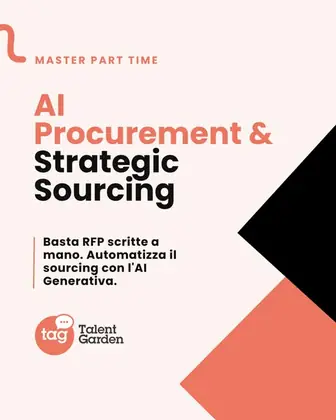 MASTER PART TIME
AI
Procurement &
Strategic
Sourcing
Basta RFP scritte a
mano. Automatizza il
sourcing con l'AI
Generativa.
tag
Talent
Garden